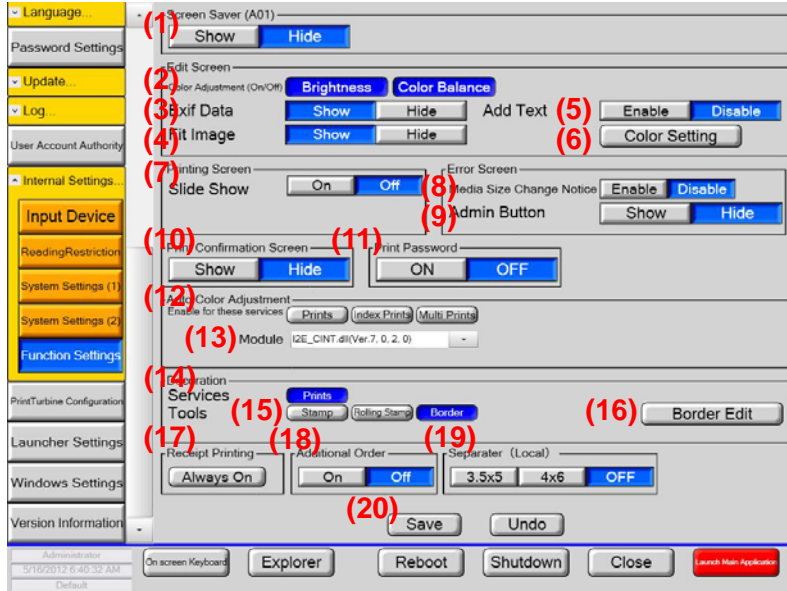 Language...
Password Settings
Update...
Log...
User Account Authority
Internal Settings...
Input Device
ReadingRestriction
System Settings (1)
System Settings (2)
Function Settings
PrintTurbine Configuration
Launcher Settings
Windows Settings
Version Information
(1) Screen Saver (A01)
Show Hide
Edit Screen
(2) Color Adjustment (On/Off) Brightness Color Balance
(3) Exif Data Show Hide Add Text (5) Enable Disable
(4) Fit Image Show Hide (6) Color Setting
(7) Printing Screen
Slide Show On Off
Error Screen
(8) Media Size Change Notice Enable Disable
(9) Admin Button Show Hide
(10) Print Confirmation Screen (11) Print Password
Show Hide ON OFF
(12) Auto Color Adjustment
Enable for these services Prints Index Prints Multi Prints
(13) Module I2E_CINT.dll(Ver.7, 0, 2, 0)
(14) Decoration
Services Prints
Tools (15) Stamp Rolling Stamp Border (16) Border Edit
(17) Receipt Printing (18) Additional Order (19) Separater (Local)
Always On On Off 3.5x5 4x6 OFF
(20) Save Undo
Administrator
5/16/2012 6:40:32 AM
Default
On screen Keyboard Explorer Reboot Shutdown Close Launch Main Application